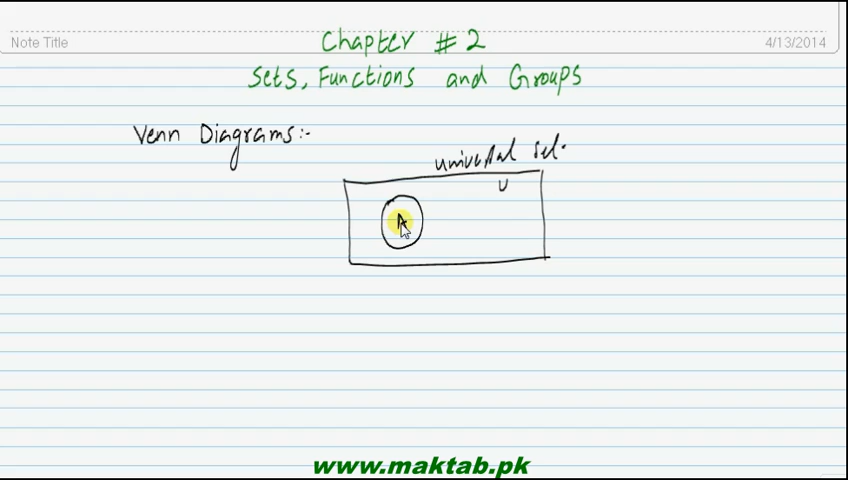 Note Title
4/13/2014
Chapter # 2
Sets, Functions and Groups
Venn Diagrams:-
universal set.
U
A
www.maktab.pk